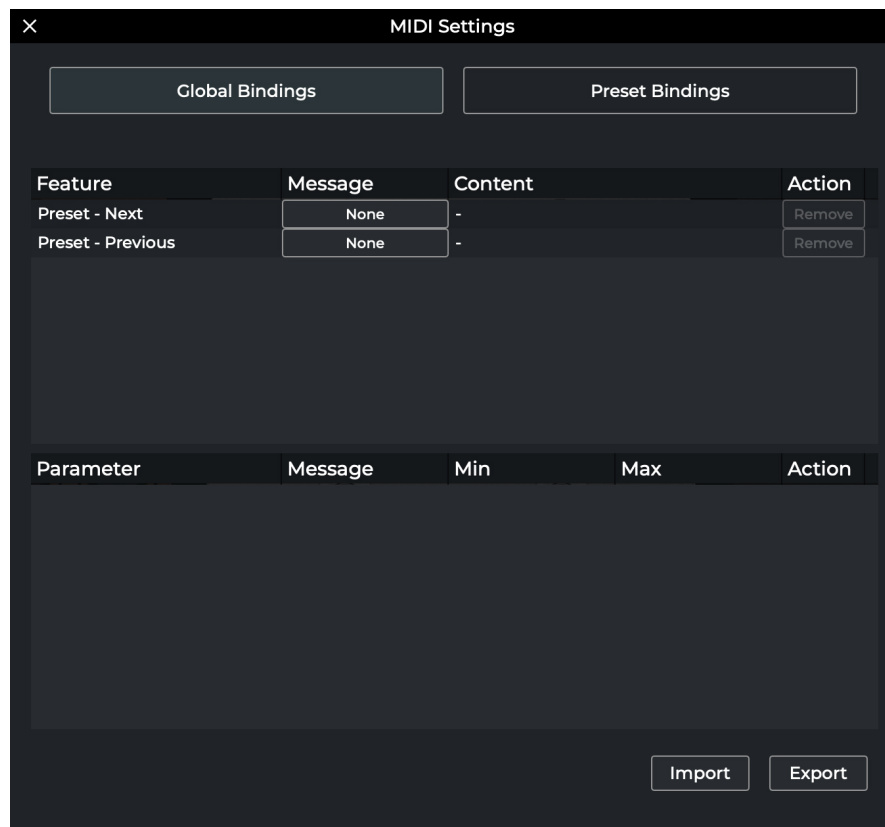 MIDI Settings
Global Bindings Preset Bindings
Feature Message Content Action
Preset - Next None - Remove
Preset - Previous None - Remove
Parameter Message Min Max Action
Import Export